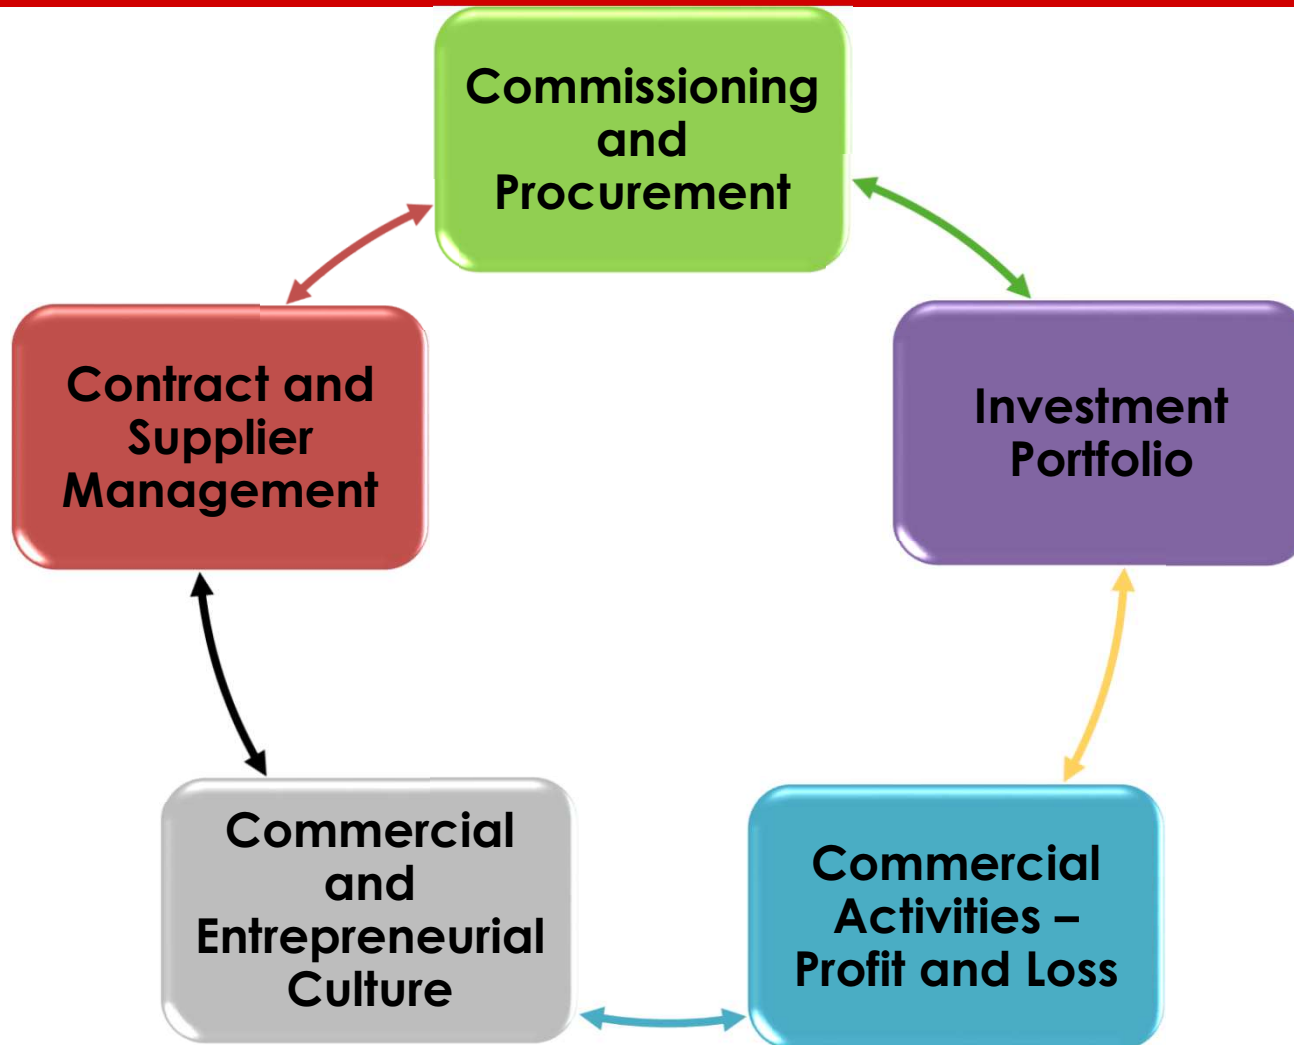 Commissioning
and
Procurement
Contract and
Supplier
Management
Investment
Portfolio
Commercial
and
Entrepreneurial
Culture
Commercial
Activities –
Profit and Loss